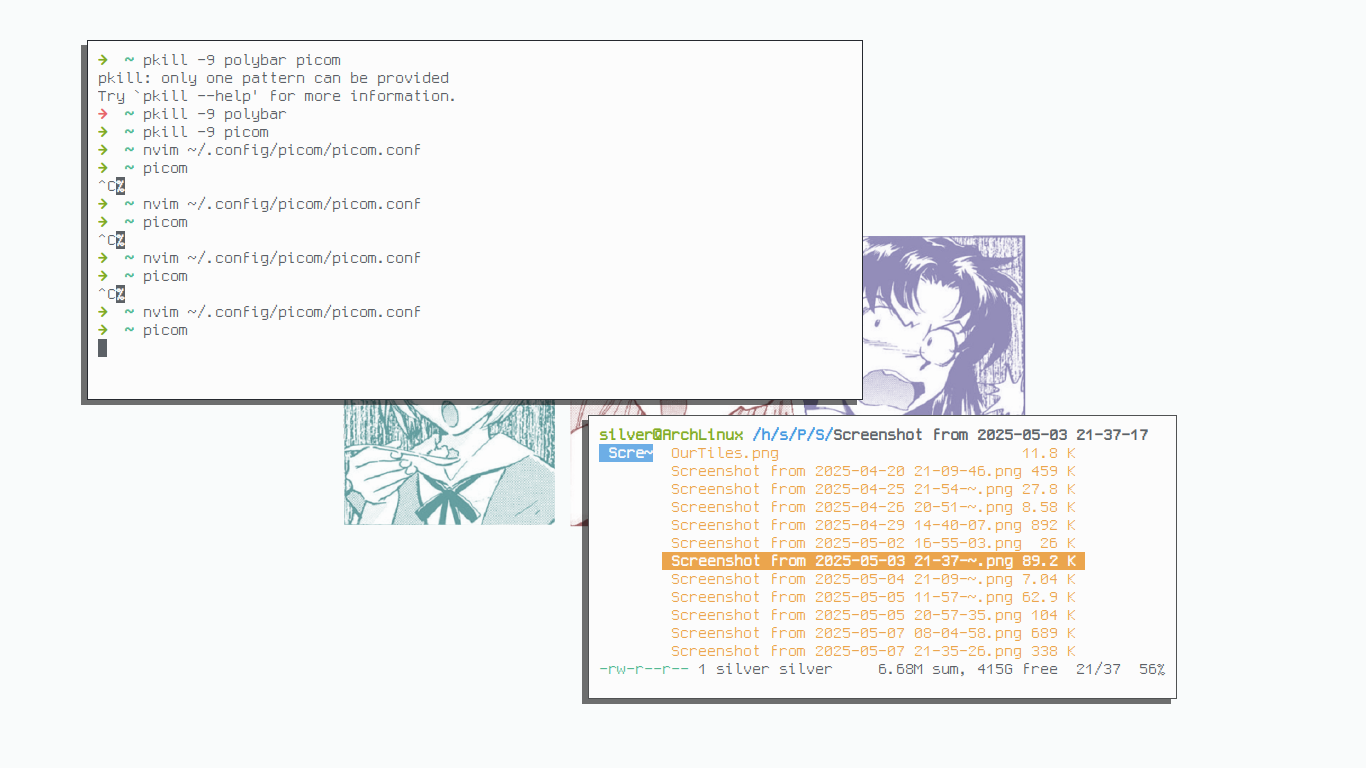 ➜  ~ pkill -9 polybar picom
pkill: only one pattern can be provided
Try `pkill --help' for more information.
➜  ~ pkill -9 polybar
➜  ~ pkill -9 picom
➜  ~ nvim ~/.config/picom/picom.conf
➜  ~ picom
^C%
➜  ~ nvim ~/.config/picom/picom.conf
➜  ~ picom
^C%
➜  ~ nvim ~/.config/picom/picom.conf
➜  ~ picom
^C%
➜  ~ nvim ~/.config/picom/picom.conf
➜  ~ picom
silver@ArchLinux /h/s/P/S/Screenshot from 2025-05-03 21-37-17
Scre~ OurTiles.png 11.8 K
Screenshot from 2025-04-20 21-09-46.png 459 K
Screenshot from 2025-04-25 21-54-~.png 27.8 K
Screenshot from 2025-04-26 20-51-~.png 8.58 K
Screenshot from 2025-04-29 14-40-07.png 892 K
Screenshot from 2025-05-02 16-55-03.png 26 K
Screenshot from 2025-05-03 21-37-~.png 89.2 K
Screenshot from 2025-05-04 21-09-~.png 7.04 K
Screenshot from 2025-05-05 11-57-~.png 62.9 K
Screenshot from 2025-05-05 20-57-35.png 104 K
Screenshot from 2025-05-07 08-04-58.png 689 K
Screenshot from 2025-05-07 21-35-26.png 338 K
-rw-r--r-- 1 silver silver 6.68M sum, 415G free 21/37 56%